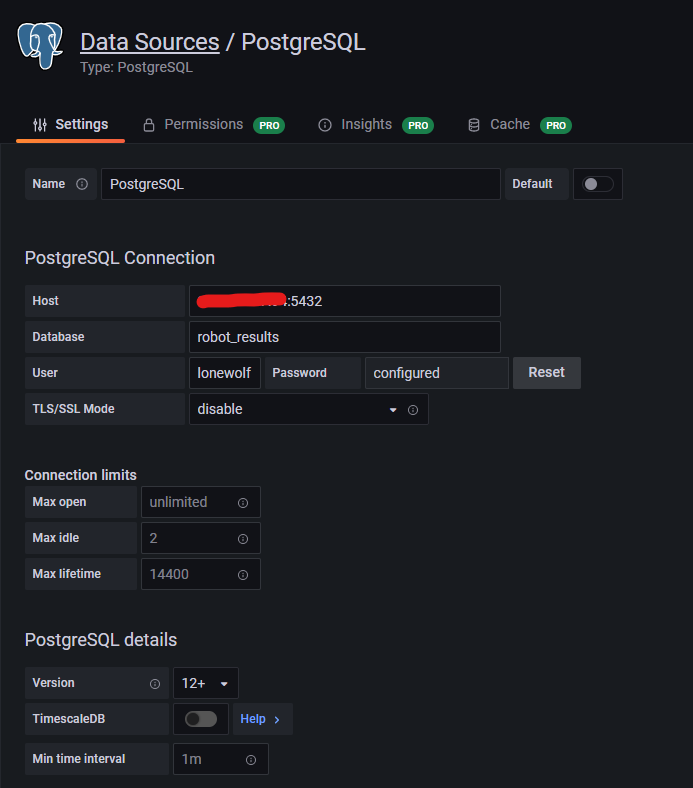 Data Sources / PostgreSQL
Type: PostgreSQL
Settings Permissions PRO Insights PRO Cache PRO
Name PostgreSQL Default
PostgreSQL Connection
Host :5432
Database robot_results
User lonewolf Password configured Reset
TLS/SSL Mode disable
Connection limits
Max open unlimited
Max idle 2
Max lifetime 14400
PostgreSQL details
Version 12+
TimescaleDB Help
Min time interval 1m